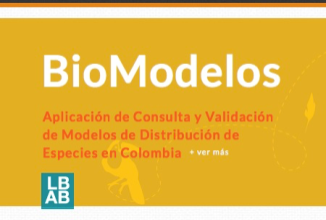 BioModelos
Aplicación de Consulta y Validación
de Modelos de Distribución de
Especies en Colombia + ver más
LB
AB